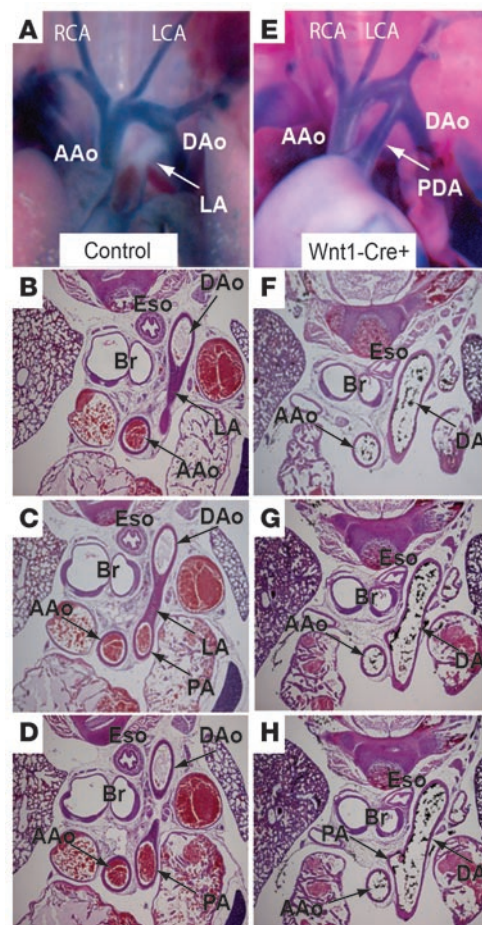 A
RCA LCA
AAo DAo
LA
Control
E
RCA LCA
AAo DAo
PDA
Wnt1-Cre+
B
DAo
Eso
Br
LA
AAo
F
Eso
Br
AAo
DA
C
Eso DAo
Br
AAo
LA
PA
G
Eso
Br
AAo
DA
D
Eso DAo
Br
AAo
PA
H
Eso
Br
PA
DA
AAo